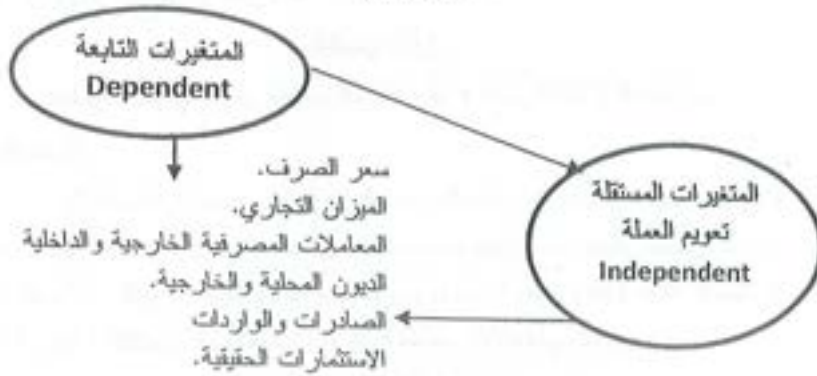 المتغيرات التابعة
Dependent
سعر الصرف.
الميزان التجاري.
المعاملات المصرفية الخارجية والداخلية
الديون المحلية والخارجية.
الصادرات والواردات
الاستثمارات الحقيقية.
المتغيرات المستقلة
تعويم العملة
Independent